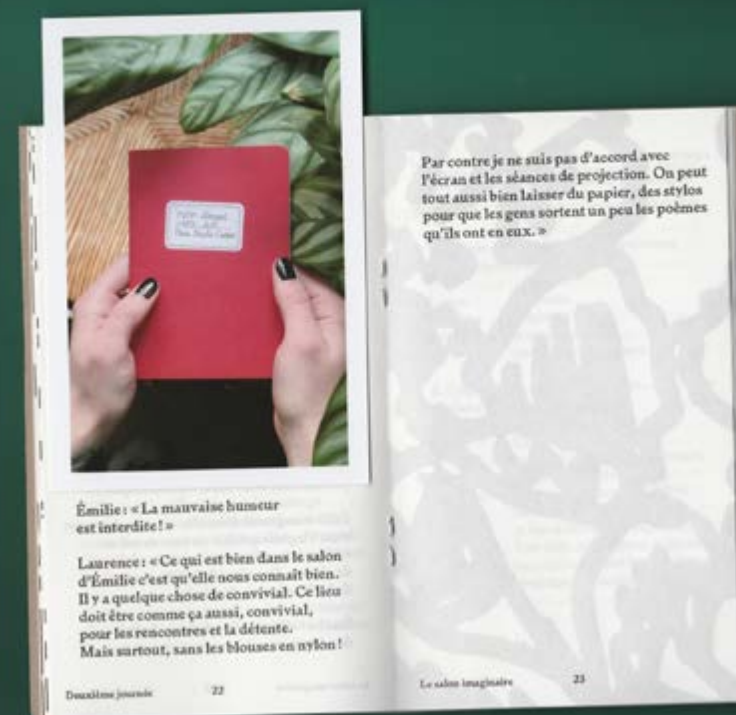 Émilie : « La mauvaise humeur
est interdite ! »
Laurence : « Ce qui est bien dans le salon
d’Émilie c’est qu’elle nous connaît bien.
Il y a quelque chose de convivial. Ce lieu
doit être comme ça aussi, convivial,
pour les rencontres et la détente.
Mais surtout, sans les blouses en nylon !
Deuxième journée
22
Par contre je ne suis pas d’accord avec
l’écran et les séances de projection. On peut
tout aussi bien laisser du papier, des stylos
pour que les gens sortent un peu les poèmes
qu’ils ont en eux. »
Le salon imaginaire
23